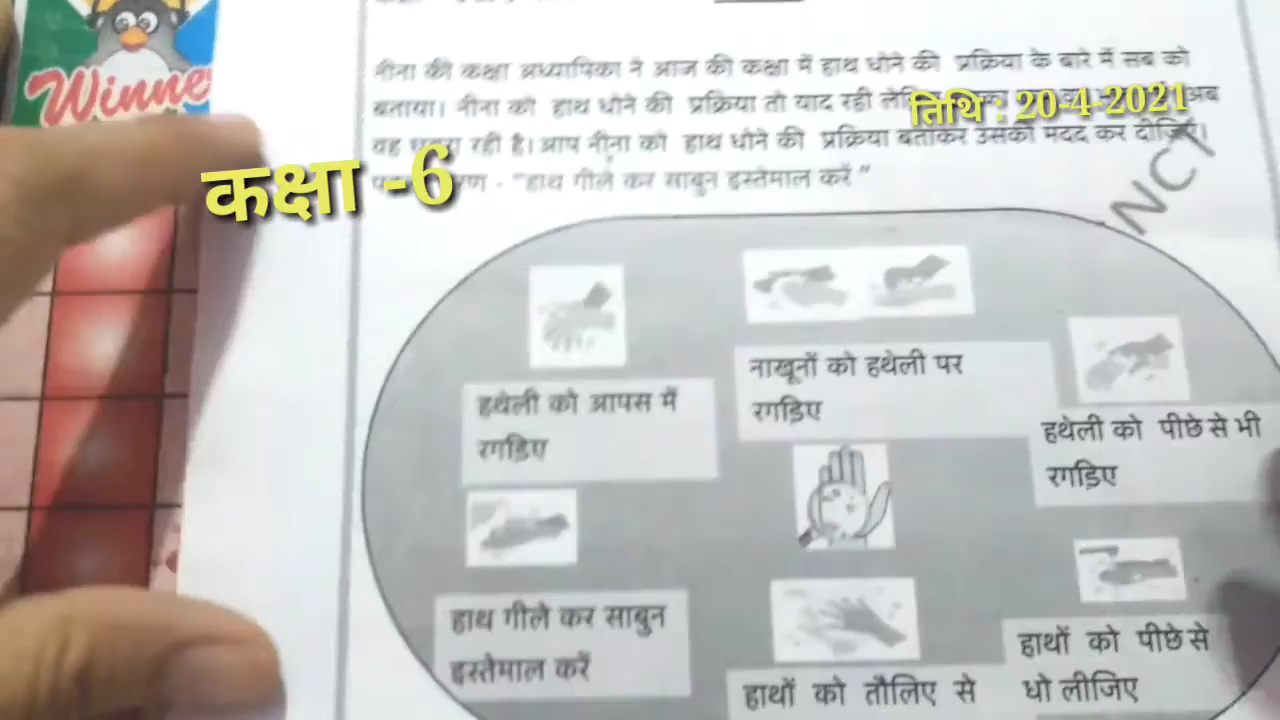 Winne
नीना की कक्षा अध्यापिका ने आज की कक्षा में हाथ धोने की प्रक्रिया के बारे में सब को
बताया। नीना को हाथ धोने की प्रक्रिया तो याद रही अब
तिथि : 20-4-2021
वह रही है। आप नीना को हाथ धोने की प्रक्रिया बताकर उसकी मदद कर दीजिए।
कक्षा -6
"हाथ गीले कर साबुन इस्तेमाल करें"
NCT
नाखूनों को हथेली पर
रगड़िए
हथेली को आपस में
रगड़िए
हथेली को पीछे से भी
रगड़िए
हाथ गीले कर साबुन
इस्तेमाल करें
हाथों को पीछे से
धो लीजिए
हाथों को तौलिए से